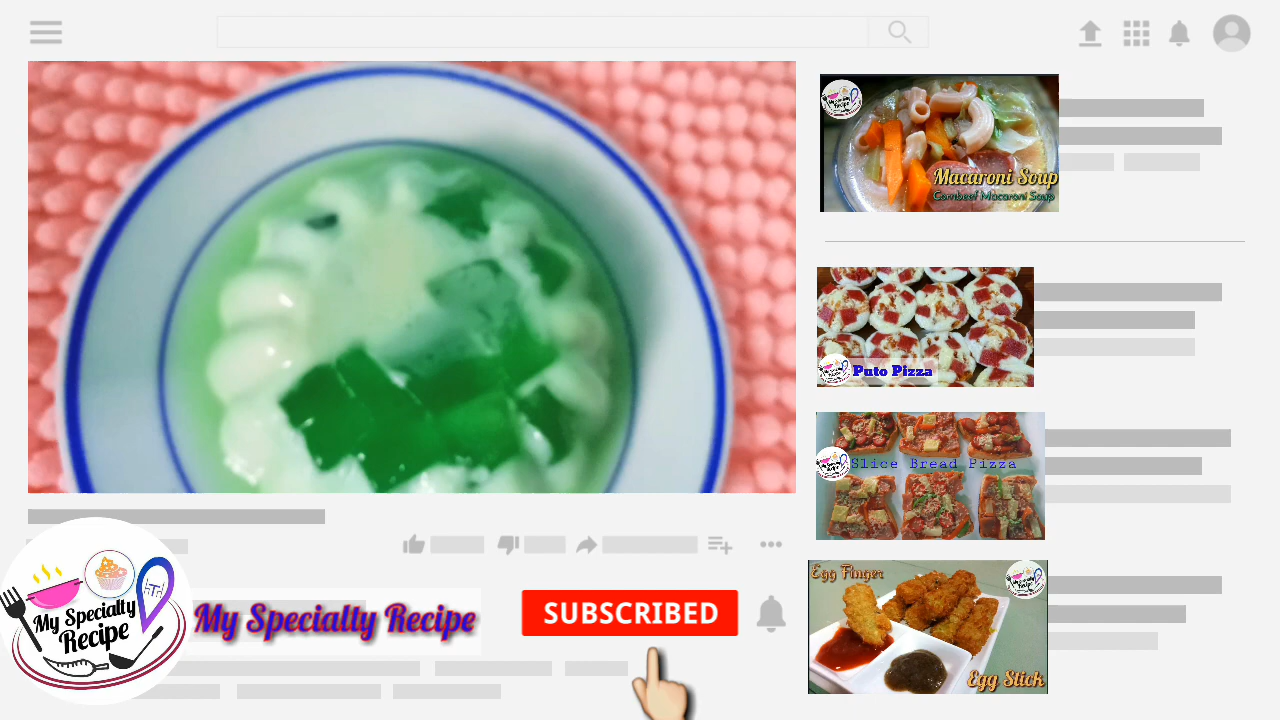 Macaroni Soup
Cornbeef Macaroni Soup
Puto Pizza
Slice Bread Pizza
My Specialty
Recipe
My Specialty Recipe
SUBSCRIBED
Egg Finger
Egg Stick